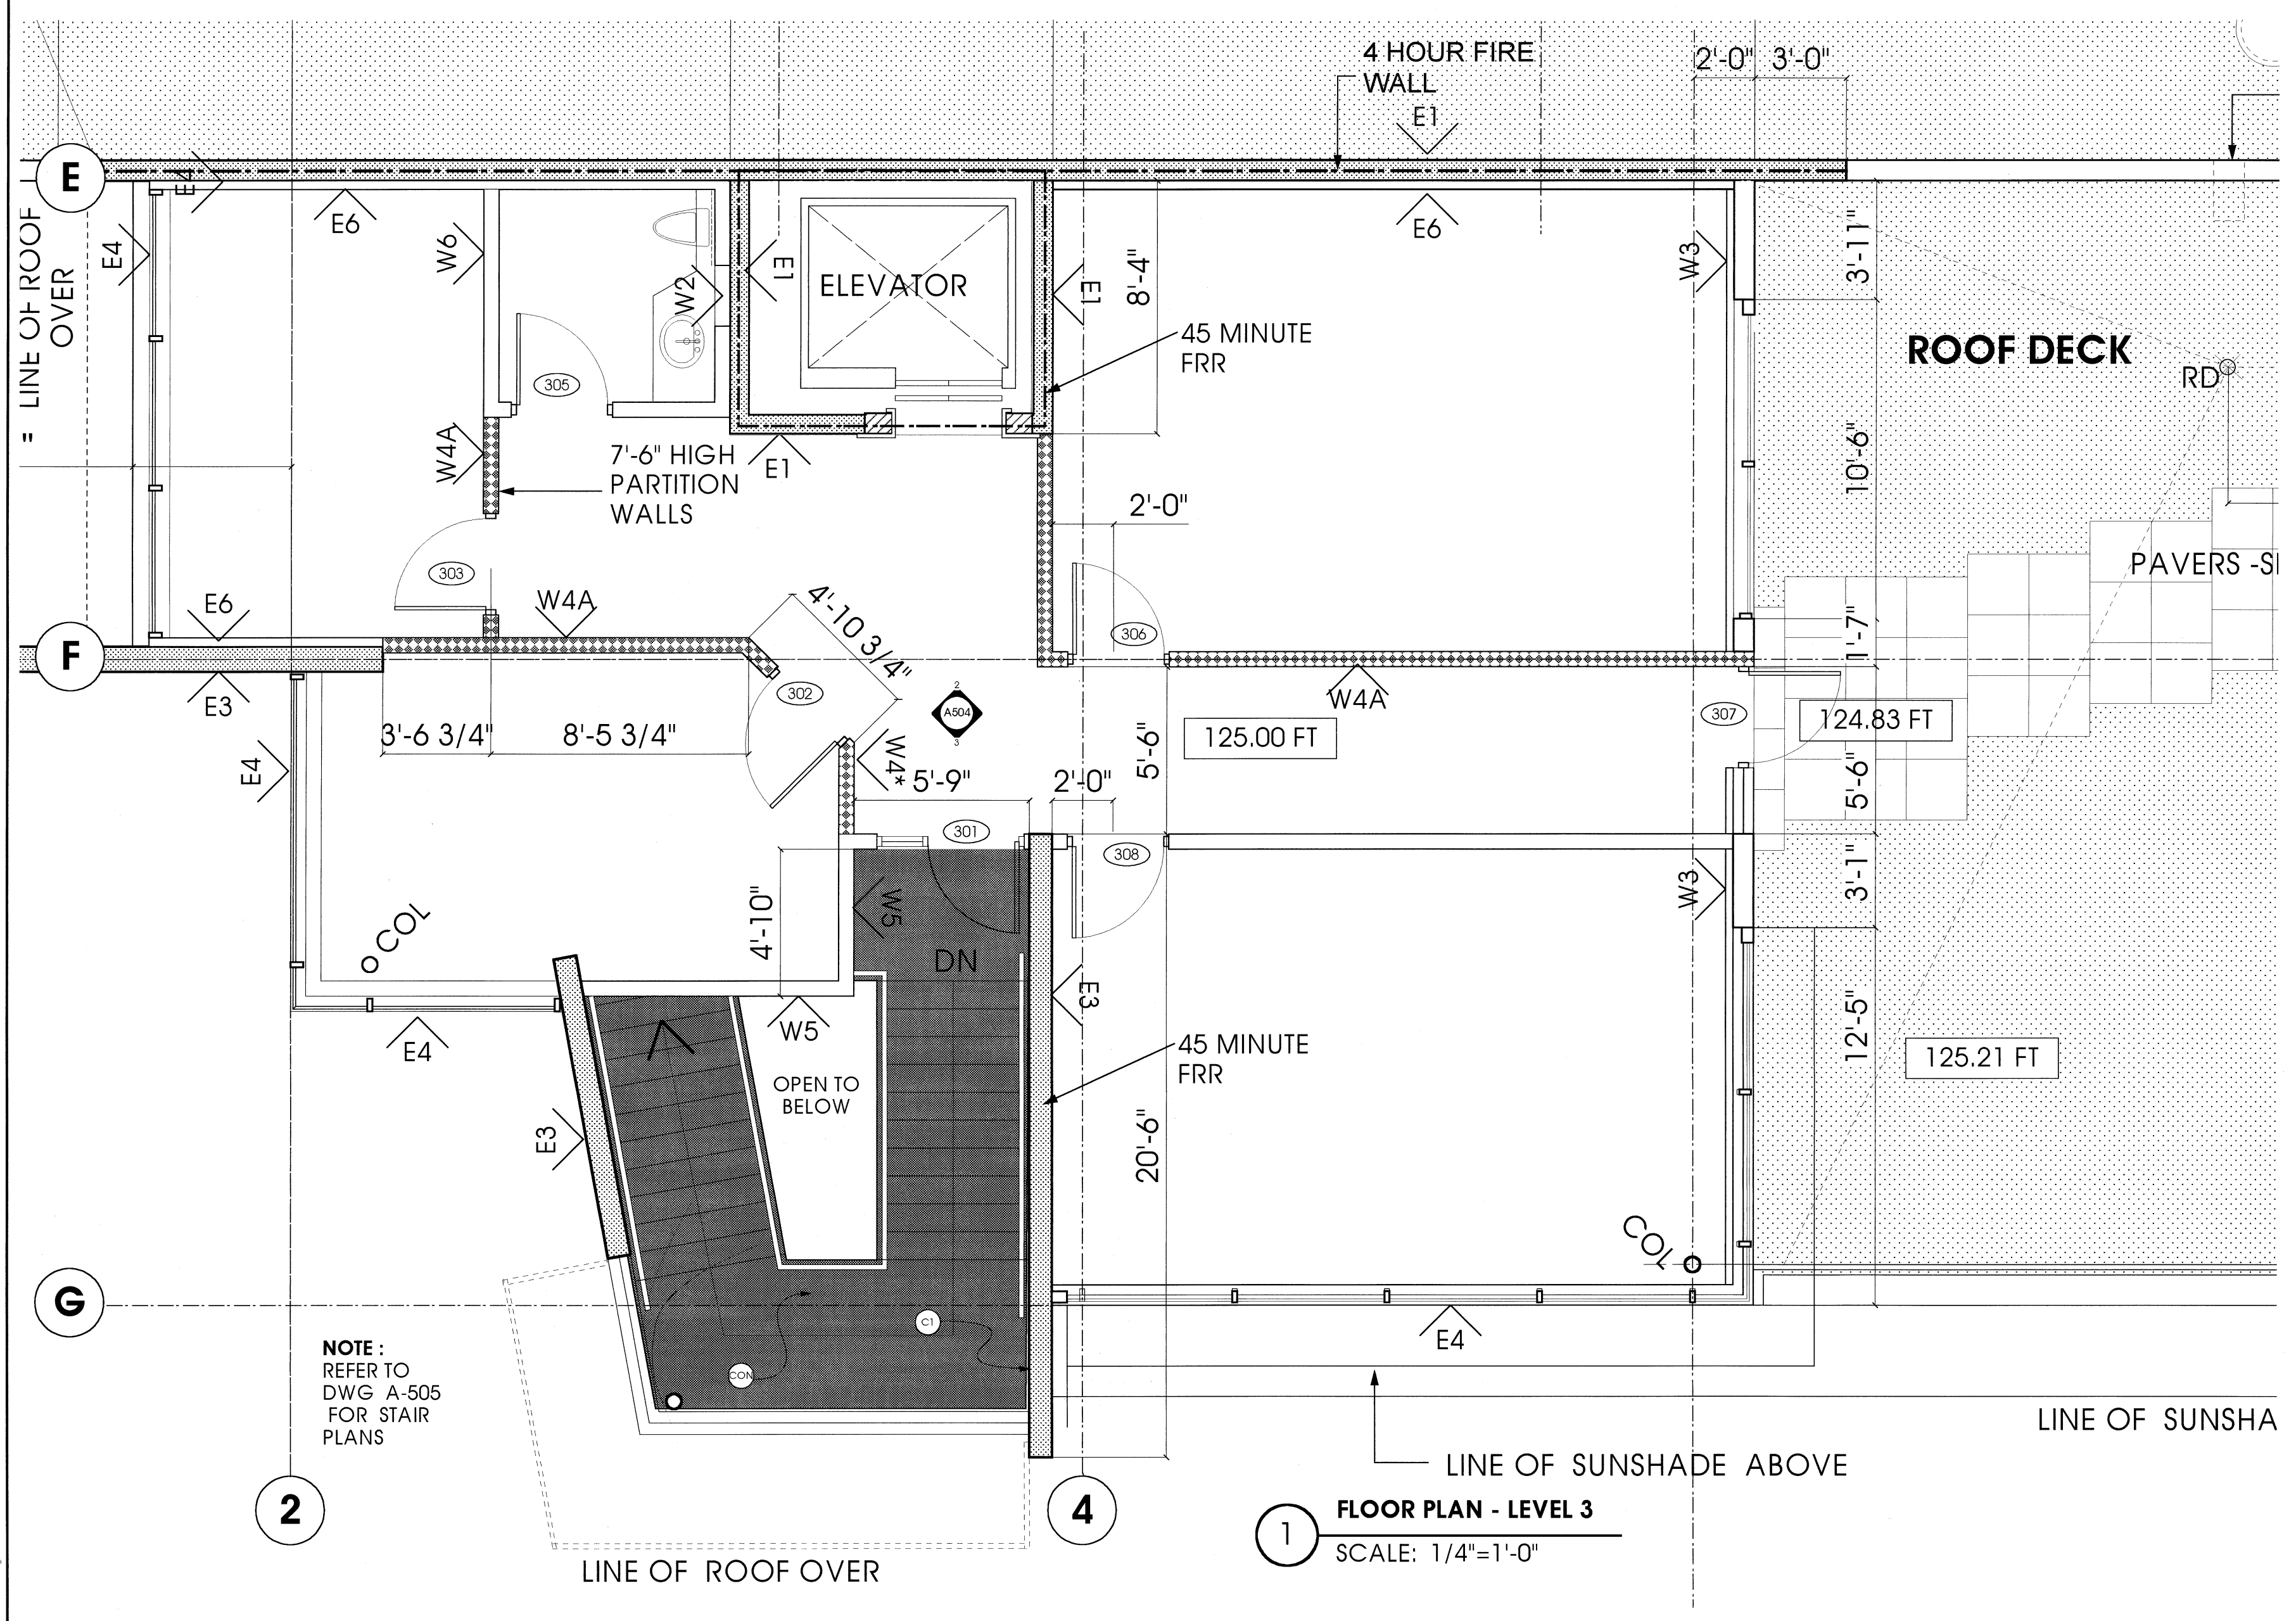 4 HOUR FIRE
WALL
2'-0"
3'-0"
E1
E
E4
E6
E4
W6
W2
E1
ELEVATOR
E1
8'-4"
E6
W3
3'-11"
LINE OF ROOF
OVER
"
45 MINUTE
FRR
ROOF DECK
RD
305
W4A
7'-6" HIGH
PARTITION
WALLS
E1
2'-0"
10'-6"
303
PAVERS -S
E6
W4A
4'-10 3/4"
306
1'-7"
F
E3
302
2
A504
3
W4A
307
124.83 FT
3'-6 3/4"
8'-5 3/4"
W4*
125.00 FT
5'-6"
5'-6"
E4
5'-9"
2'-0"
301
308
4'-10"
W5
W3
3'-1"
COL
DN
E3
W5
E4
45 MINUTE
FRR
12'-5"
125.21 FT
OPEN TO
BELOW
E3
20'-6"
COL
G
C1
CON
E4
NOTE :
REFER TO
DWG A-505
FOR STAIR
PLANS
LINE OF SUNSHA
LINE OF SUNSHADE ABOVE
2
4
1
FLOOR PLAN - LEVEL 3
SCALE: 1/4"=1'-0"
LINE OF ROOF OVER